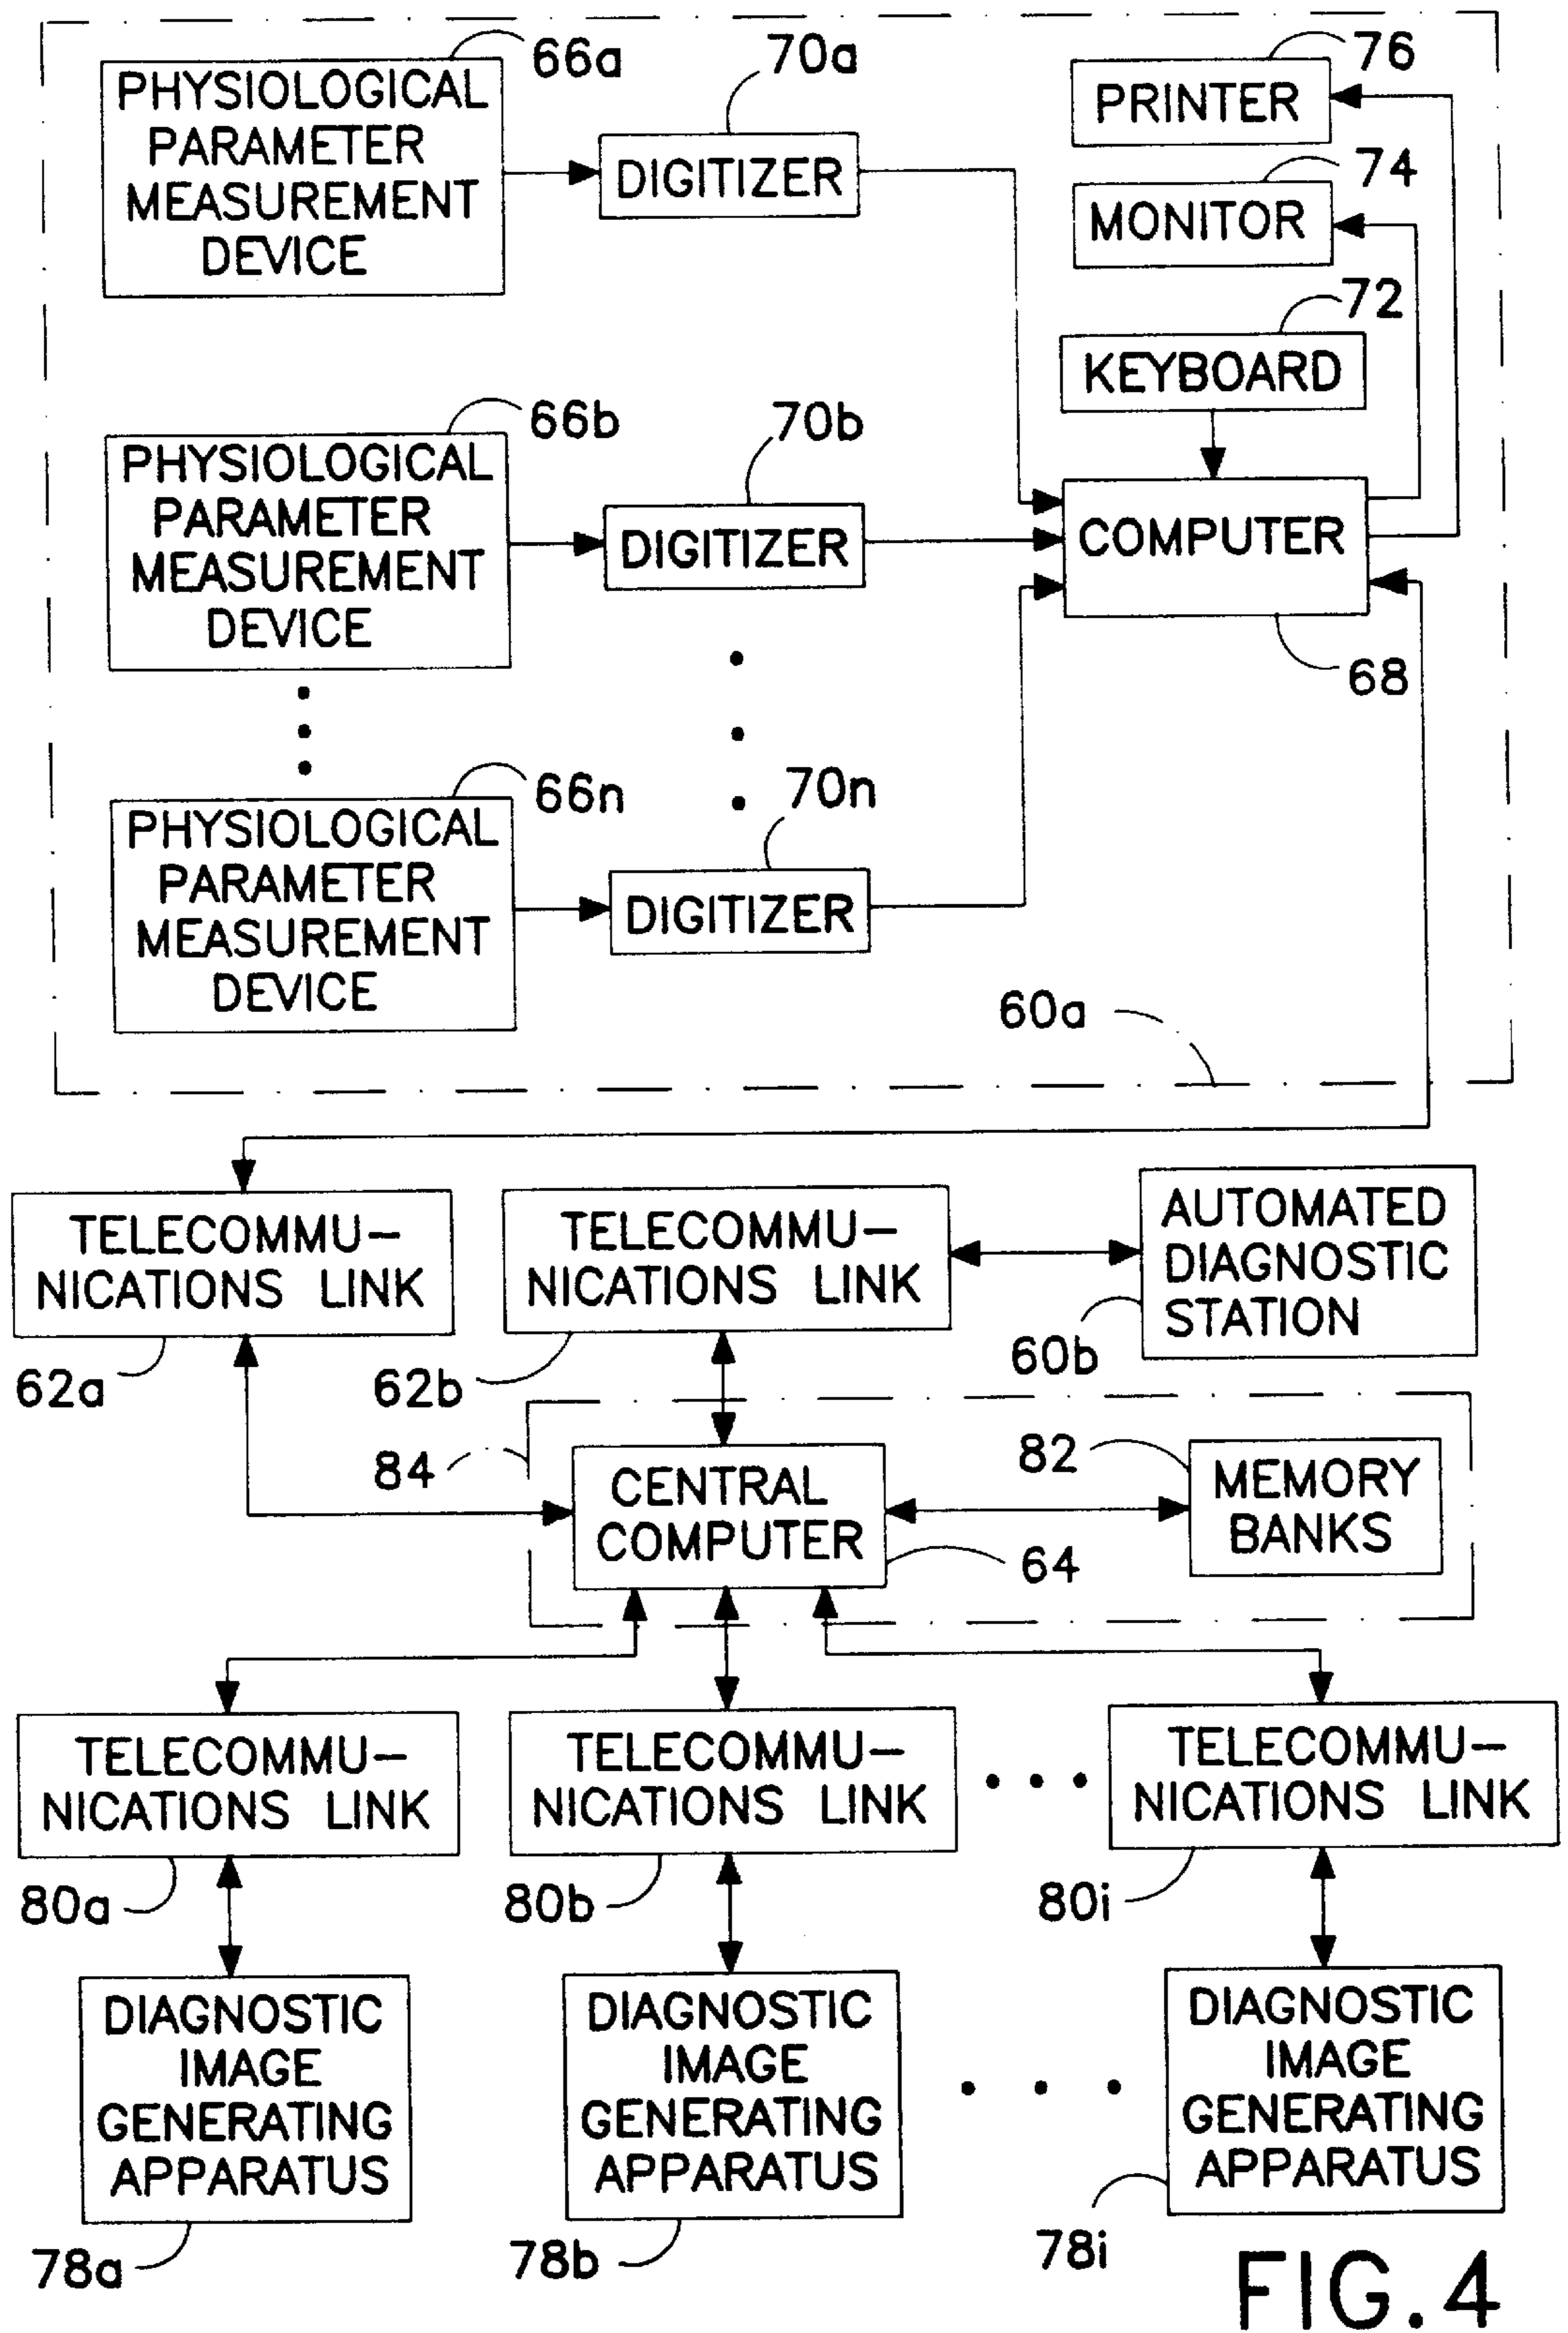 66a
70a
76
PHYSIOLOGICAL
PARAMETER
MEASUREMENT
DEVICE
DIGITIZER
PRINTER
74
MONITOR
72
KEYBOARD
66b
70b
PHYSIOLOGICAL
PARAMETER
MEASUREMENT
DEVICE
DIGITIZER
COMPUTER
68
66n
70n
PHYSIOLOGICAL
PARAMETER
MEASUREMENT
DEVICE
DIGITIZER
60a
TELECOMMU-
NICATIONS LINK
62a
TELECOMMU-
NICATIONS LINK
62b
AUTOMATED
DIAGNOSTIC
STATION
60b
84
CENTRAL
COMPUTER
64
82
MEMORY
BANKS
TELECOMMU-
NICATIONS LINK
80a
TELECOMMU-
NICATIONS LINK
80b
TELECOMMU-
NICATIONS LINK
80i
DIAGNOSTIC
IMAGE
GENERATING
APPARATUS
78a
DIAGNOSTIC
IMAGE
GENERATING
APPARATUS
78b
DIAGNOSTIC
IMAGE
GENERATING
APPARATUS
78i
FIG. 4